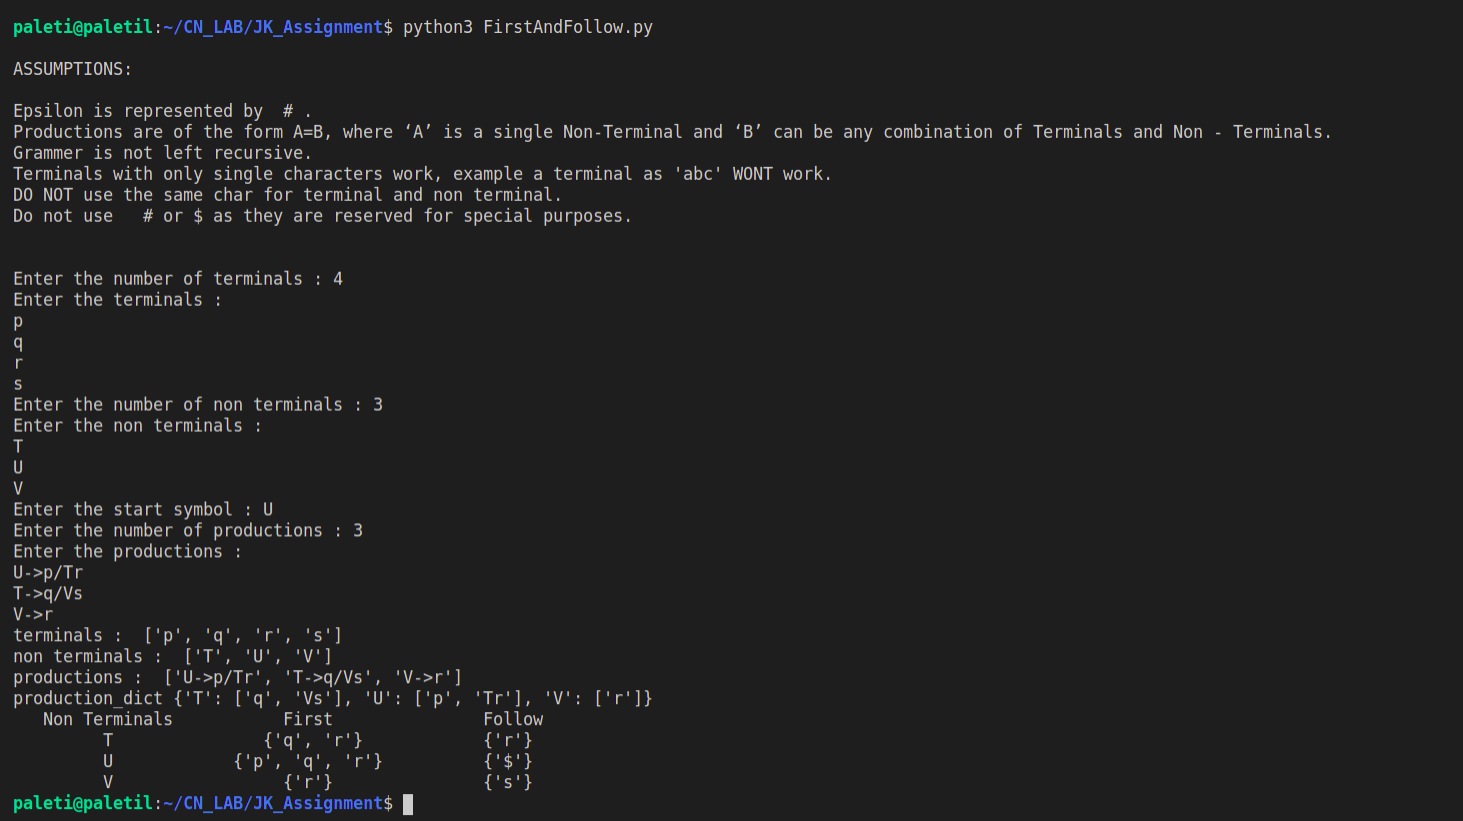 paleti@paletil:~/CN_LAB/JK_Assignment$ python3 FirstAndFollow.py
ASSUMPTIONS:
Epsilon is represented by  # .
Productions are of the form A=B, where ‘A’ is a single Non-Terminal and ‘B’ can be any combination of Terminals and Non - Terminals.
Grammer is not left recursive.
Terminals with only single characters work, example a terminal as 'abc' WONT work.
DO NOT use the same char for terminal and non terminal.
Do not use   # or $ as they are reserved for special purposes.
Enter the number of terminals : 4
Enter the terminals :
p
q
r
s
Enter the number of non terminals : 3
Enter the non terminals :
T
U
V
Enter the start symbol : U
Enter the number of productions : 3
Enter the productions :
U->p/Tr
T->q/Vs
V->r
terminals :  ['p', 'q', 'r', 's']
non terminals :  ['T', 'U', 'V']
productions :  ['U->p/Tr', 'T->q/Vs', 'V->r']
production_dict {'T': ['q', 'Vs'], 'U': ['p', 'Tr'], 'V': ['r']}
   Non Terminals           First               Follow
         T               {'q', 'r'}            {'r'}
         U            {'p', 'q', 'r'}          {'$'}
         V                 {'r'}               {'s'}
paleti@paletil:~/CN_LAB/JK_Assignment$